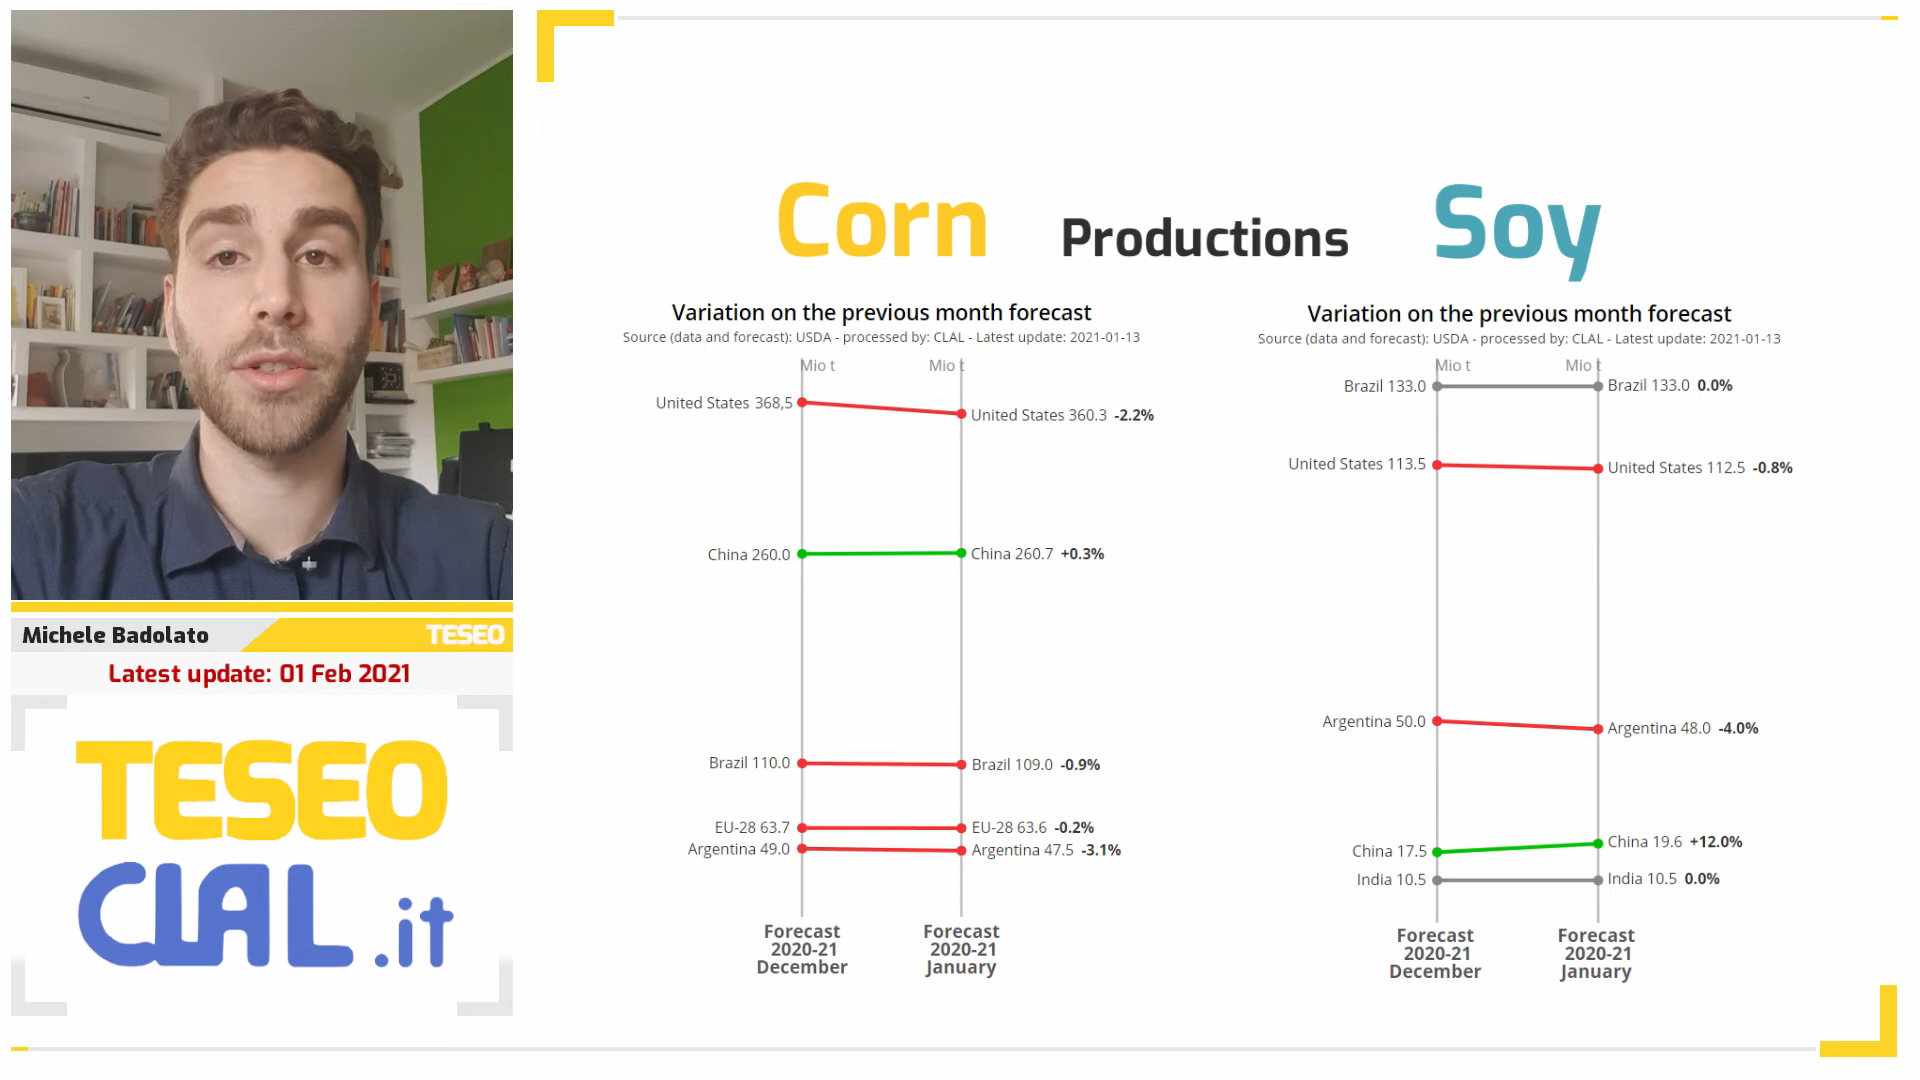 Michele Badolato
TESEO
Latest update: 01 Feb 2021
TESEO
CLAL.it
Corn
Productions
Soy
Variation on the previous month forecast
Source (data and forecast): USDA - processed by: CLAL - Latest update: 2021-01-13
Mio t
Mio t
United States 368,5
United States 360.3 -2.2%
China 260.0
China 260.7 +0.3%
Brazil 110.0
Brazil 109.0 -0.9%
EU-28 63.7
EU-28 63.6 -0.2%
Argentina 49.0
Argentina 47.5 -3.1%
Forecast
2020-21
December
Forecast
2020-21
January
Variation on the previous month forecast
Source (data and forecast): USDA - processed by: CLAL - Latest update: 2021-01-13
Mio t
Mio t
Brazil 133.0
Brazil 133.0 0.0%
United States 113.5
United States 112.5 -0.8%
Argentina 50.0
Argentina 48.0 -4.0%
China 17.5
China 19.6 +12.0%
India 10.5
India 10.5 0.0%
Forecast
2020-21
December
Forecast
2020-21
January